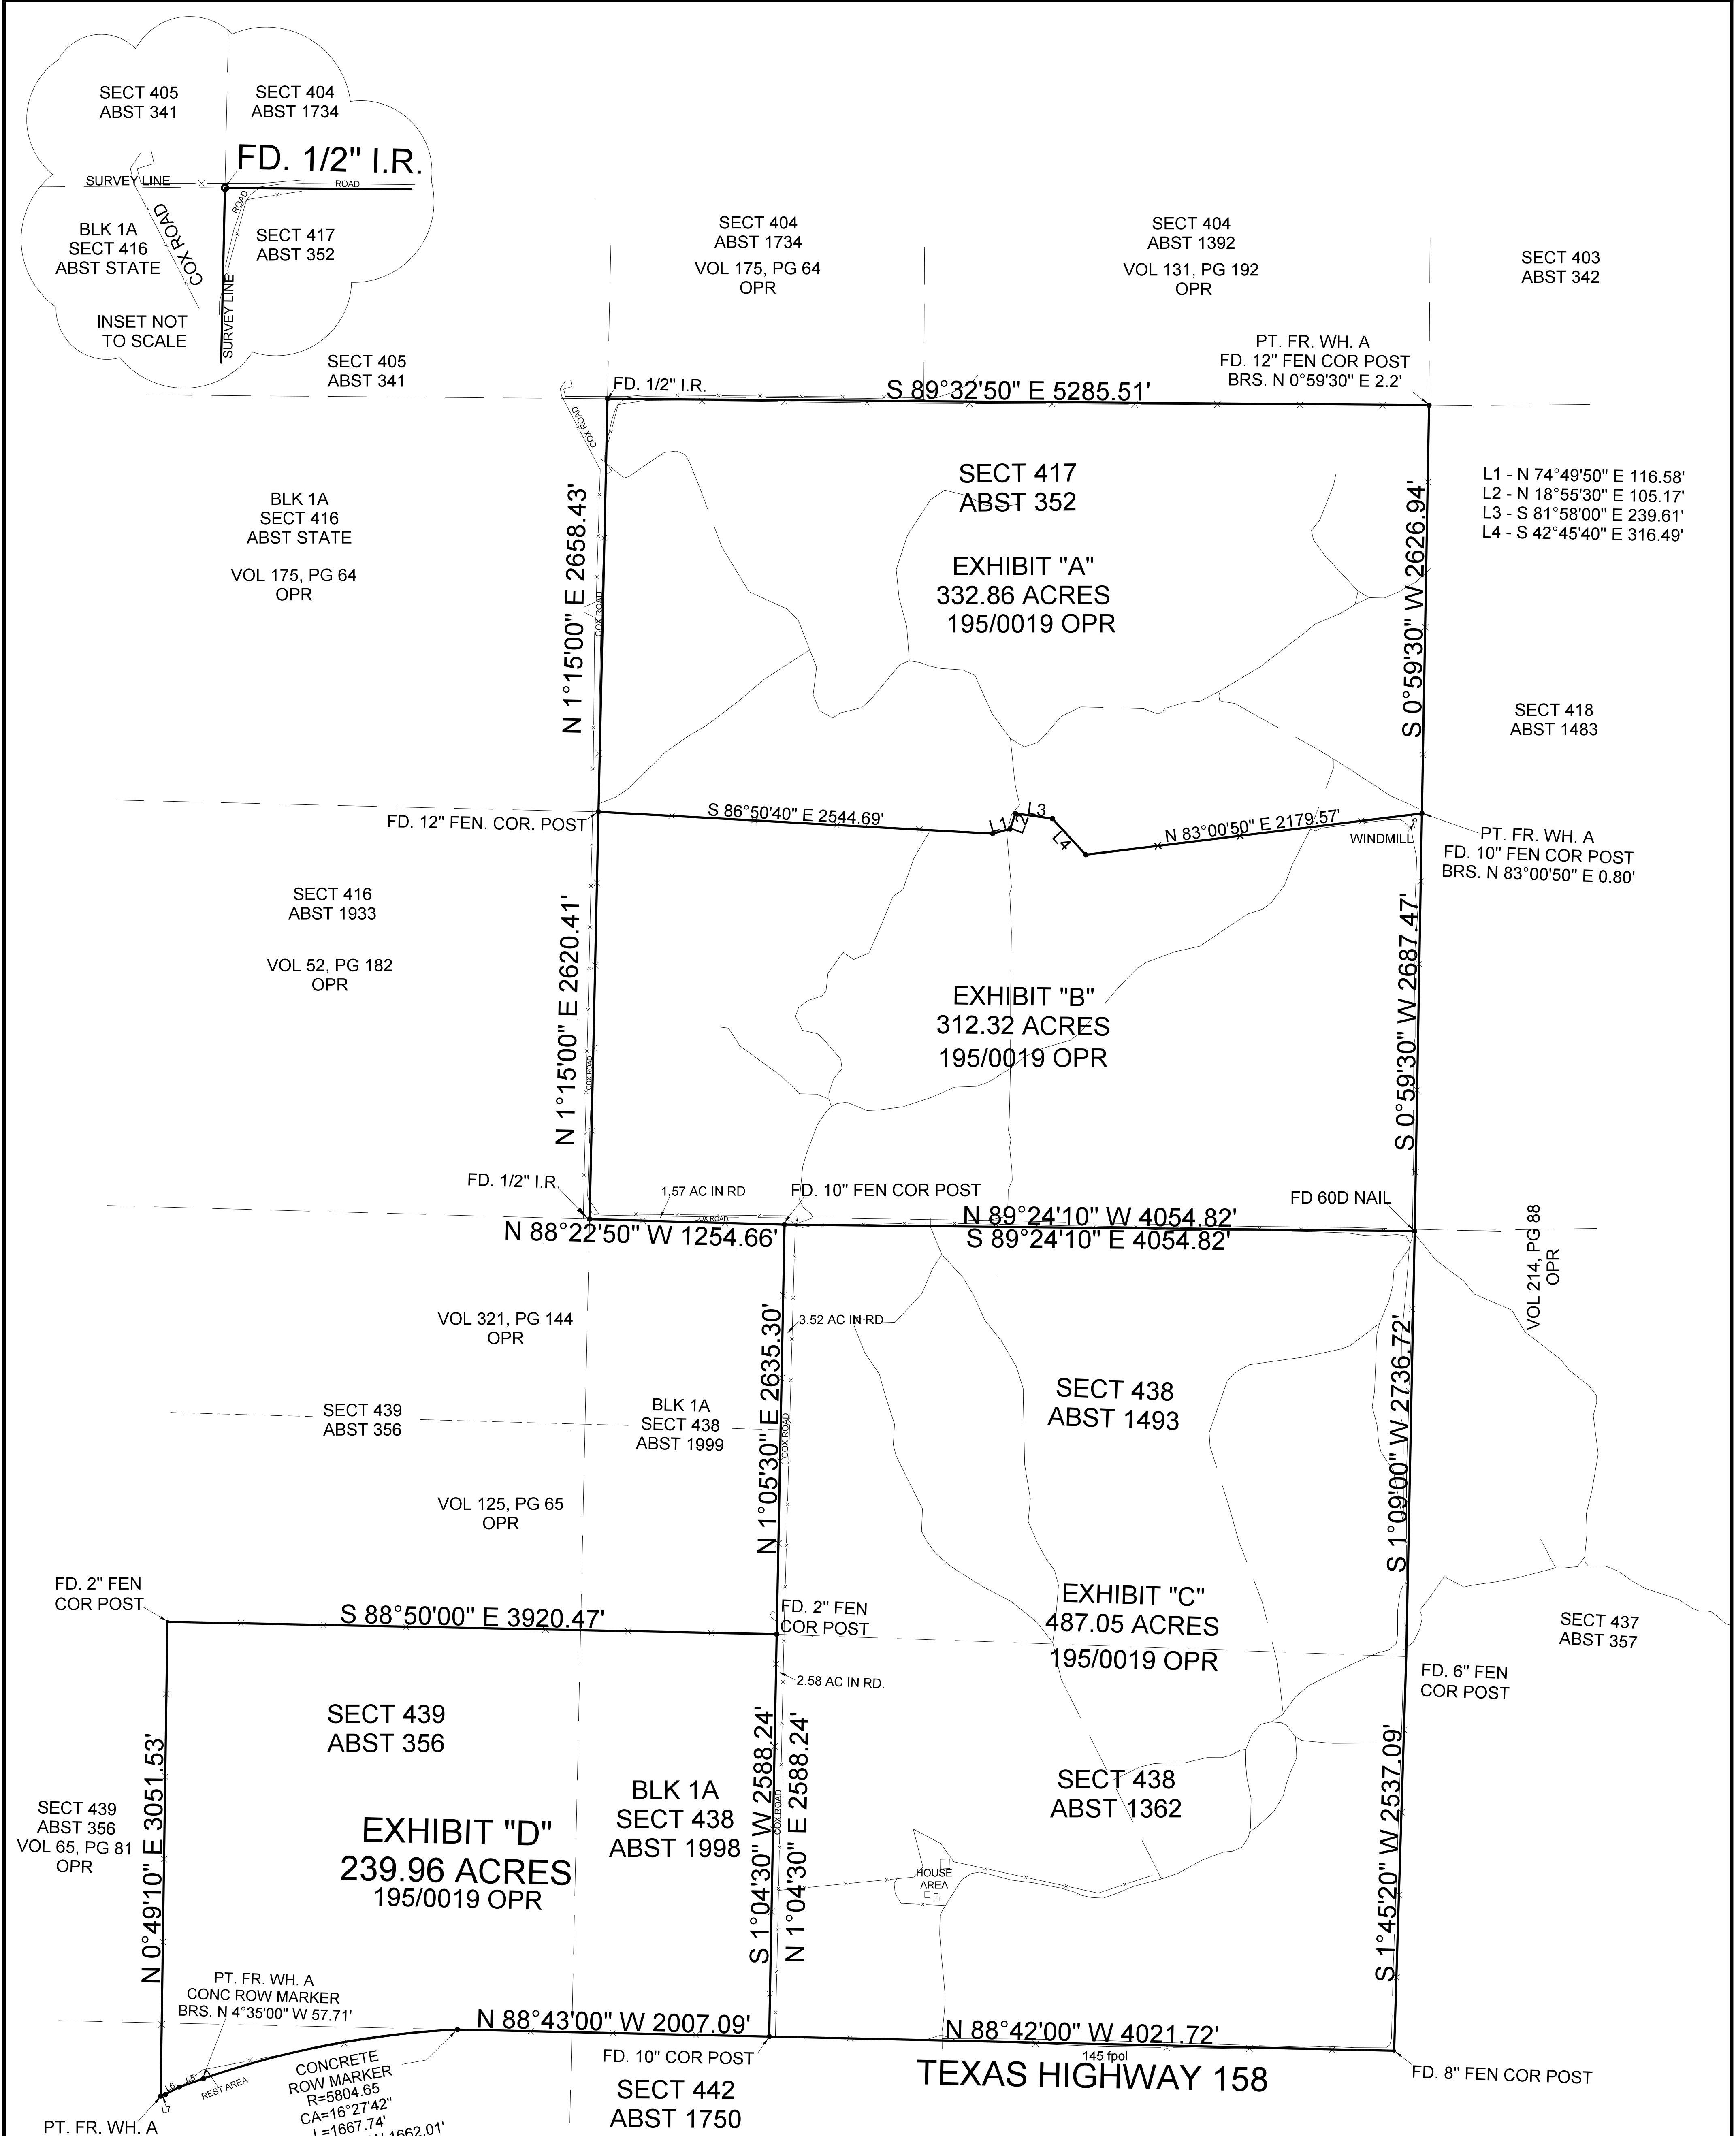 SECT 405
ABST 341
SECT 404
ABST 1734
FD. 1/2" I.R.
SURVEY LINE
ROAD
ROAD
COX ROAD
BLK 1A
SECT 416
ABST STATE
SECT 417
ABST 352
SURVEY LINE
INSET NOT
TO SCALE
SECT 404
ABST 1734
VOL 175, PG 64
OPR
SECT 404
ABST 1392
VOL 131, PG 192
OPR
SECT 403
ABST 342
SECT 405
ABST 341
PT. FR. WH. A
FD. 12" FEN COR POST
BRS. N 0°59'30" E 2.2'
FD. 1/2" I.R.
S 89°32'50" E 5285.51'
COX ROAD
SECT 417
ABST 352
L1 - N 74°49'50" E 116.58'
L2 - N 18°55'30" E 105.17'
L3 - S 81°58'00" E 239.61'
L4 - S 42°45'40" E 316.49'
BLK 1A
SECT 416
ABST STATE
VOL 175, PG 64
OPR
N 1°15'00" E 2658.43'
COX ROAD
EXHIBIT "A"
332.86 ACRES
195/0019 OPR
S 0°59'30" W 2626.94'
SECT 418
ABST 1483
FD. 12" FEN. COR. POST
S 86°50'40" E 2544.69'
L1
L2
L3
L4
N 83°00'50" E 2179.57'
WINDMILL
PT. FR. WH. A
FD. 10" FEN COR POST
BRS. N 83°00'50" E 0.80'
SECT 416
ABST 1933
VOL 52, PG 182
OPR
N 1°15'00" E 2620.41'
COX ROAD
EXHIBIT "B"
312.32 ACRES
195/0019 OPR
S 0°59'30" W 2687.47'
FD. 1/2" I.R.
1.57 AC IN RD
FD. 10" FEN COR POST
FD 60D NAIL
COX ROAD
N 88°22'50" W 1254.66'
N 89°24'10" W 4054.82'
S 89°24'10" E 4054.82'
VOL 214, PG 88
OPR
VOL 321, PG 144
OPR
3.52 AC IN RD
N 1°05'30" E 2635.30'
COX ROAD
SECT 438
ABST 1493
S 1°09'00" W 2736.72'
SECT 439
ABST 356
BLK 1A
SECT 438
ABST 1999
VOL 125, PG 65
OPR
FD. 2" FEN
COR POST
S 88°50'00" E 3920.47'
FD. 2" FEN
COR POST
EXHIBIT "C"
487.05 ACRES
195/0019 OPR
SECT 437
ABST 357
FD. 6" FEN
COR POST
2.58 AC IN RD.
SECT 439
ABST 356
N 0°49'10" E 3051.53'
SECT 439
ABST 356
VOL 65, PG 81
OPR
EXHIBIT "D"
239.96 ACRES
195/0019 OPR
BLK 1A
SECT 438
ABST 1998
S 1°04'30" W 2588.24'
COX ROAD
N 1°04'30" E 2588.24'
SECT 438
ABST 1362
HOUSE
AREA
S 1°45'20" W 2537.09'
PT. FR. WH. A
CONC ROW MARKER
BRS. N 4°35'00" W 57.71'
N 88°43'00" W 2007.09'
N 88°42'00" W 4021.72'
145 fpol
FD. 10" COR POST
TEXAS HIGHWAY 158
FD. 8" FEN COR POST
L5
L6
L7
REST AREA
CONCRETE
ROW MARKER
R=5804.65
CA=16°27'42"
L=1667.74'
W 1662.01'
SECT 442
ABST 1750
PT. FR. WH. A